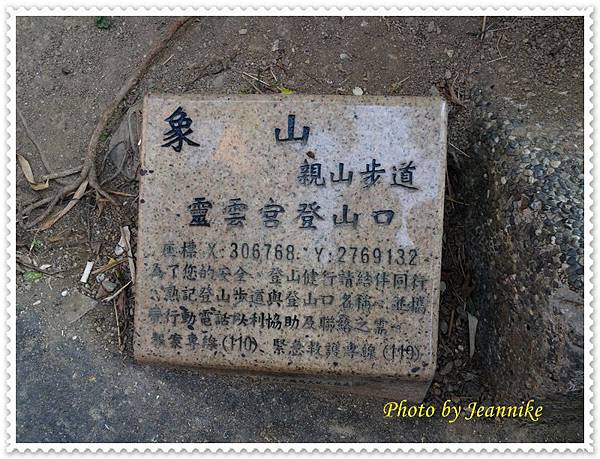 象 山
親山步道
靈雲宮登山口
座標 X:306768. Y:2769132
為了您的安全、登山健行請結伴同行
、熟記登山步道與登山口名稱、並攜
帶行動電話以利協助及聯絡之需。
報案專線(110)、緊急救護專線(119)
Photo by Jeannike